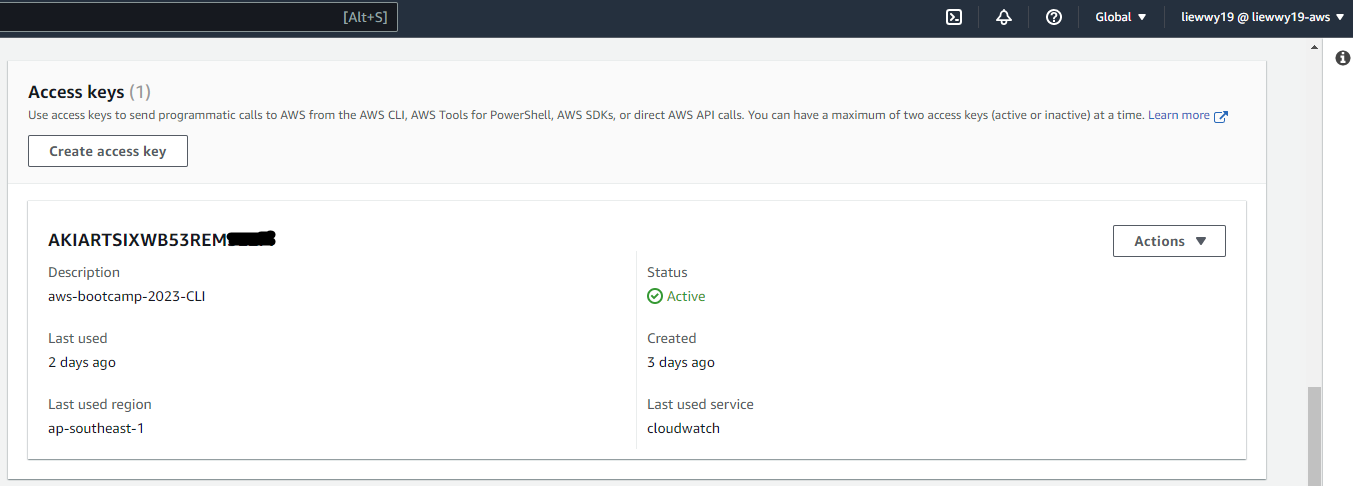 [Alt+S] Global liewwy19 @ liewwy19-aws
Access keys (1)
Use access keys to send programmatic calls to AWS from the AWS CLI, AWS Tools for PowerShell, AWS SDKs, or direct AWS API calls. You can have a maximum of two access keys (active or inactive) at a time. Learn more
Create access key
AKIARTSIXWB53REM
Actions
Description
aws-bootcamp-2023-CLI
Status
Active
Last used
2 days ago
Created
3 days ago
Last used region
ap-southeast-1
Last used service
cloudwatch